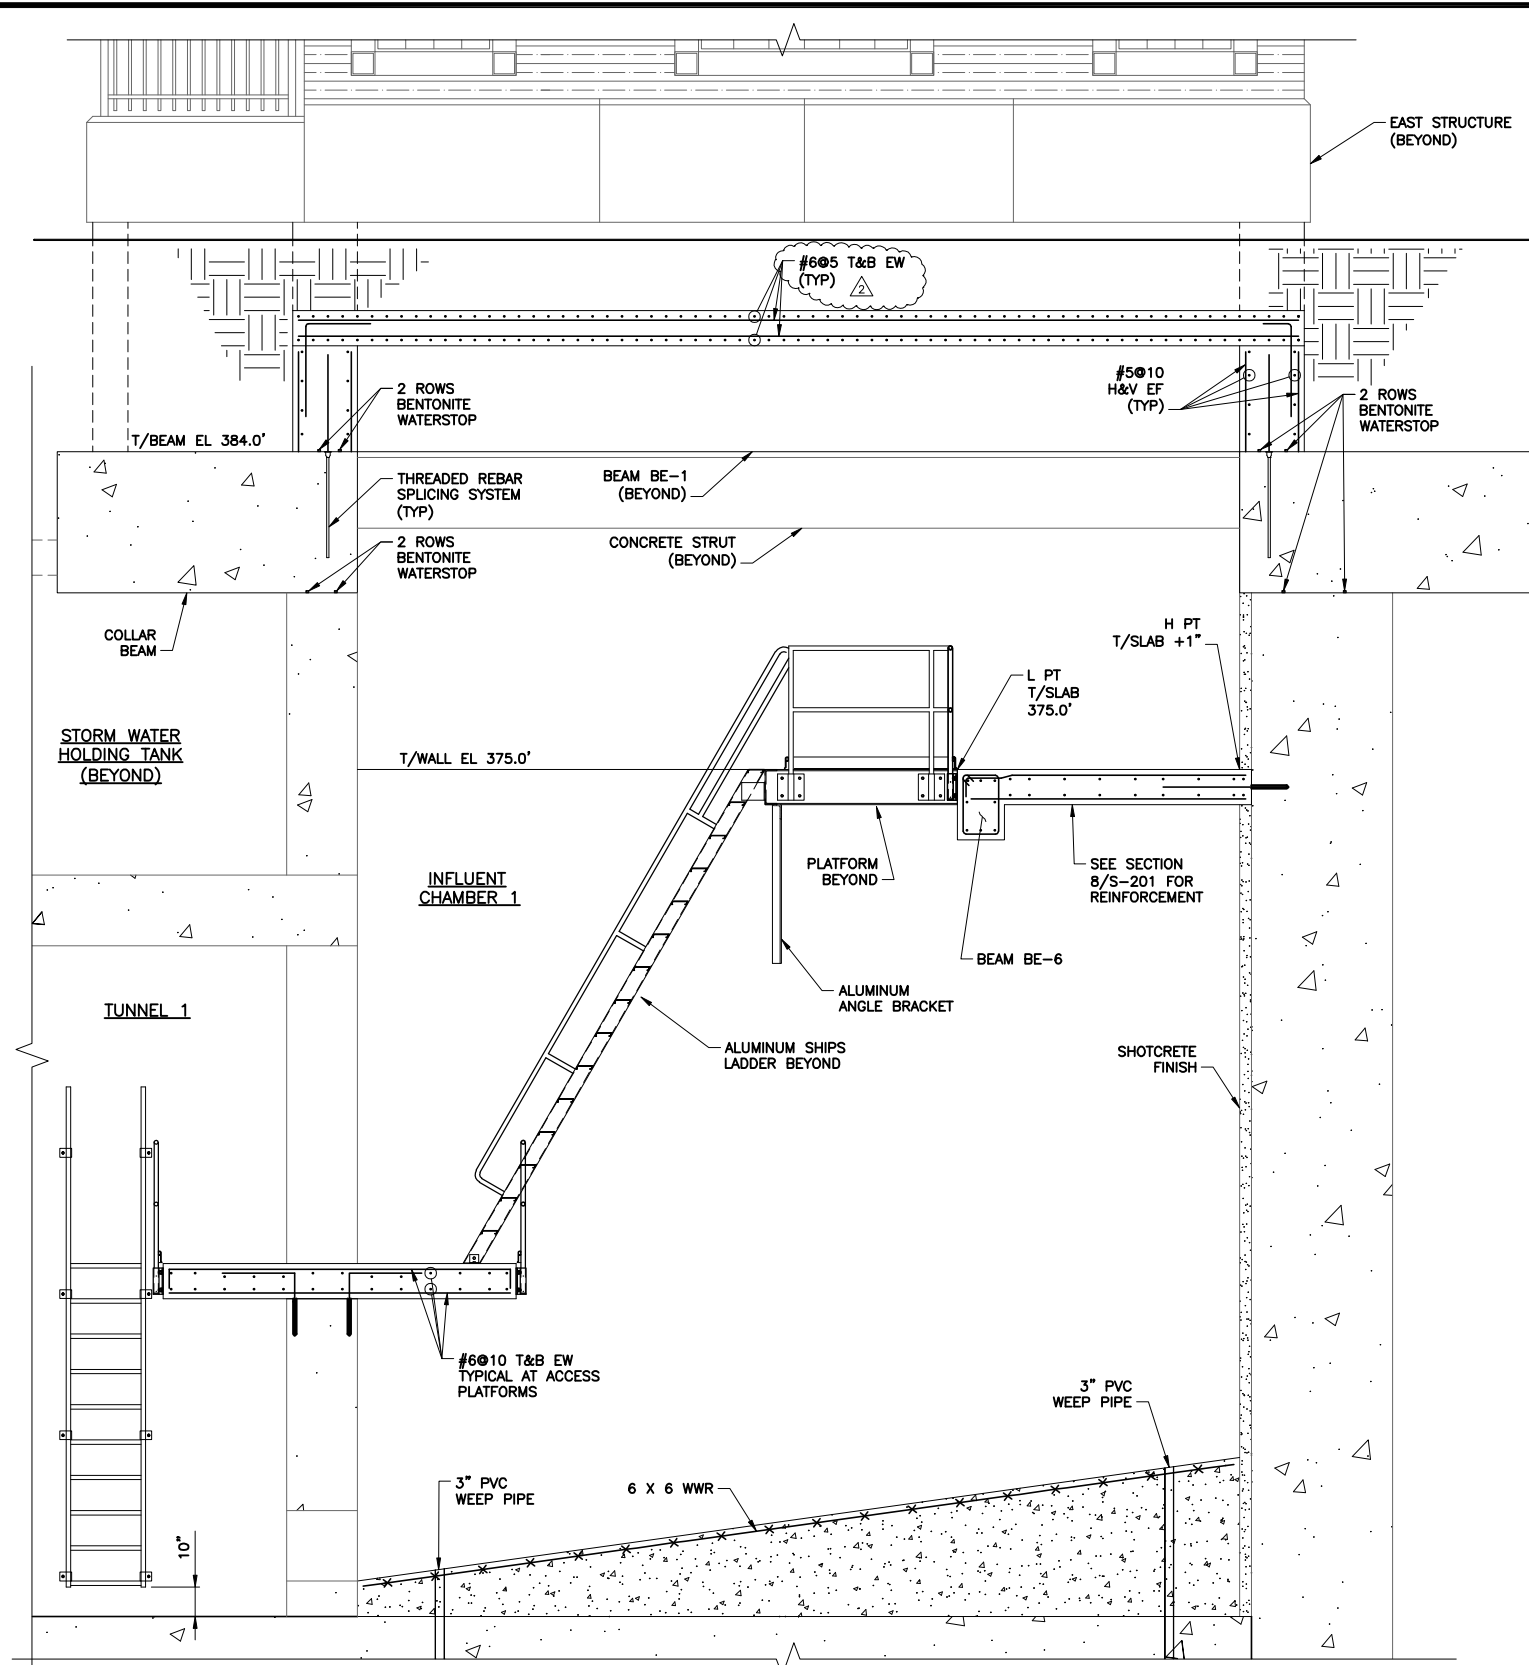 EAST STRUCTURE
(BEYOND)
#6@5 T&B EW
(TYP)
2
#5@10
H&V EF
(TYP)
2 ROWS
BENTONITE
WATERSTOP
2 ROWS
BENTONITE
WATERSTOP
T/BEAM EL 384.0'
THREADED REBAR
SPLICING SYSTEM
(TYP)
BEAM BE-1
(BEYOND)
2 ROWS
BENTONITE
WATERSTOP
CONCRETE STRUT
(BEYOND)
COLLAR
BEAM
H PT
T/SLAB +1"
L PT
T/SLAB
375.0'
STORM WATER
HOLDING TANK
(BEYOND)
T/WALL EL 375.0'
INFLUENT
CHAMBER 1
PLATFORM
BEYOND
SEE SECTION
8/S-201 FOR
REINFORCEMENT
BEAM BE-6
TUNNEL 1
ALUMINUM
ANGLE BRACKET
ALUMINUM SHIPS
LADDER BEYOND
SHOTCRETE
FINISH
#6@10 T&B EW
TYPICAL AT ACCESS
PLATFORMS
3" PVC
WEEP PIPE
3" PVC
WEEP PIPE
6 X 6 WWR
10"